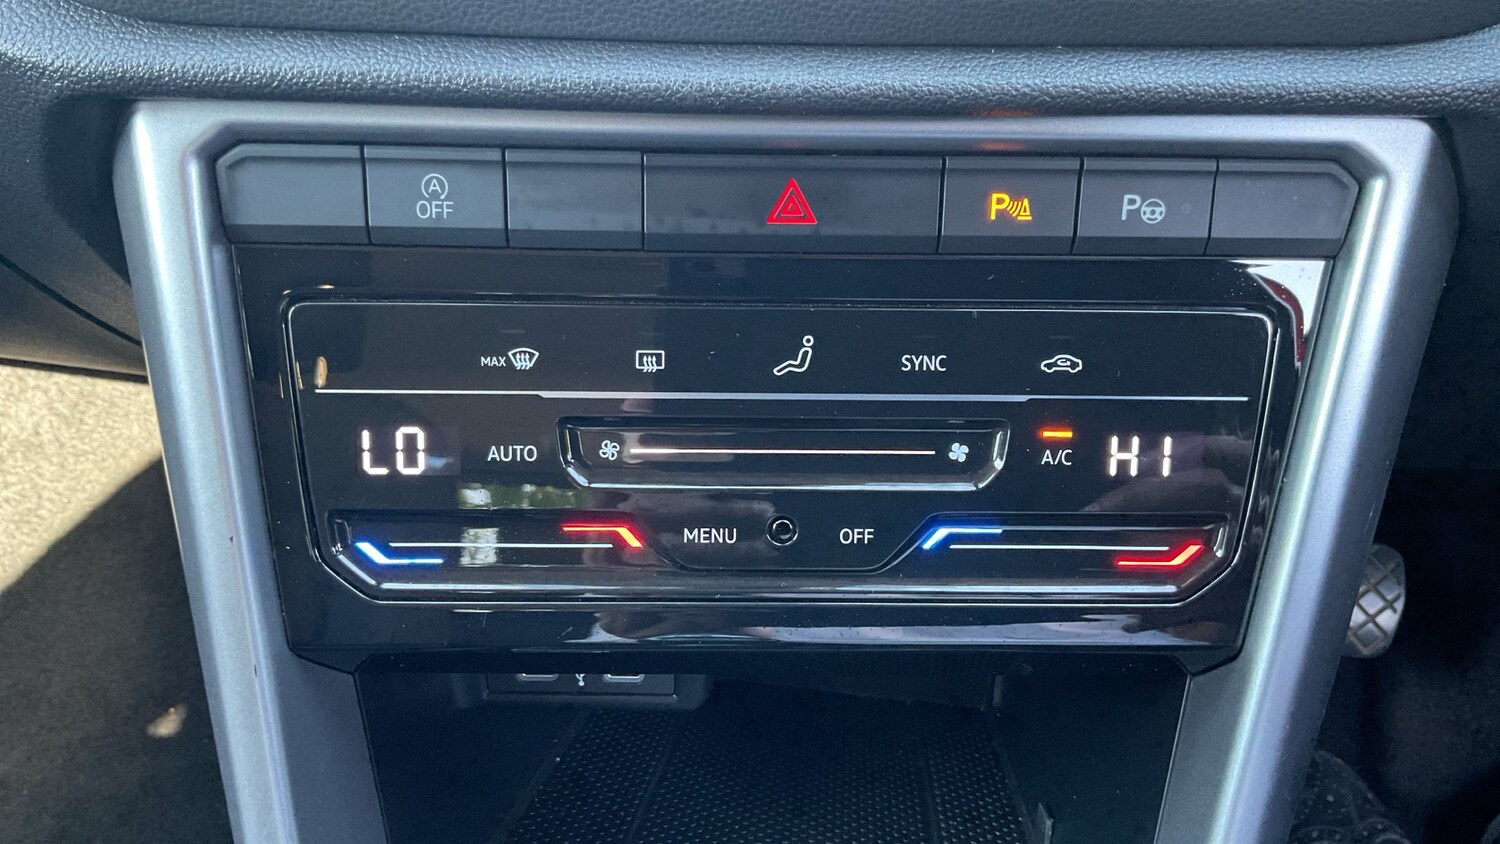 A
OFF
P
P
MAX
SYNC
LO
AUTO
A/C
HI
MENU
OFF